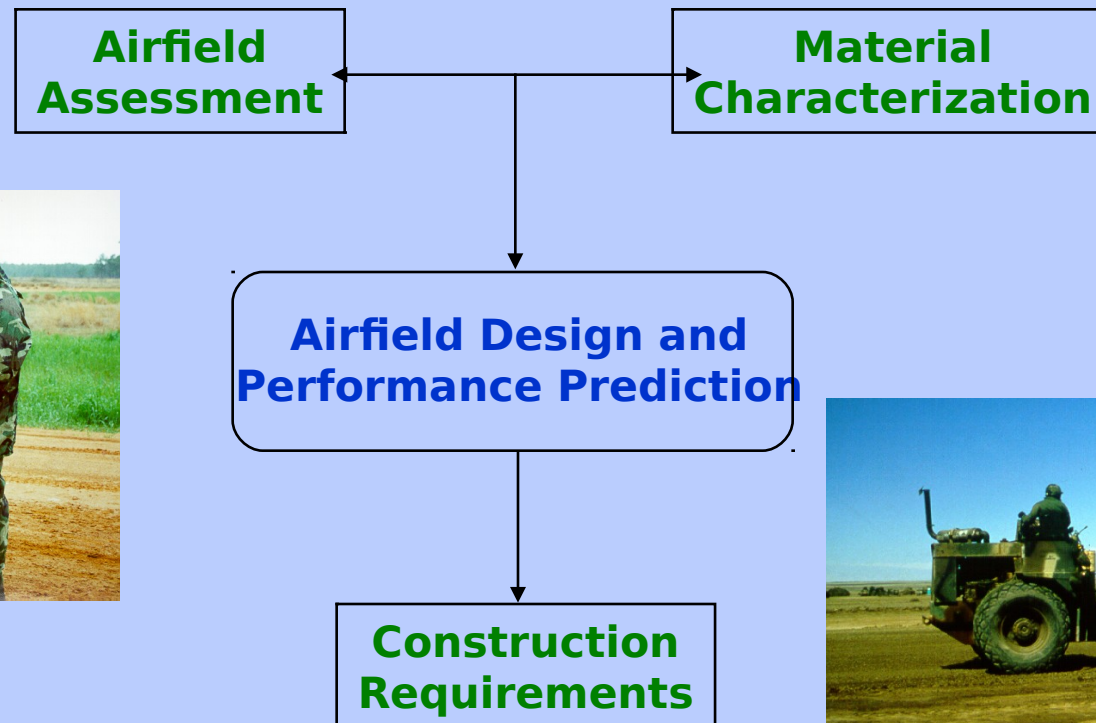 Airfield
Assessment
Material
Characterization
Airfield Design and
Performance Prediction
Construction
Requirements